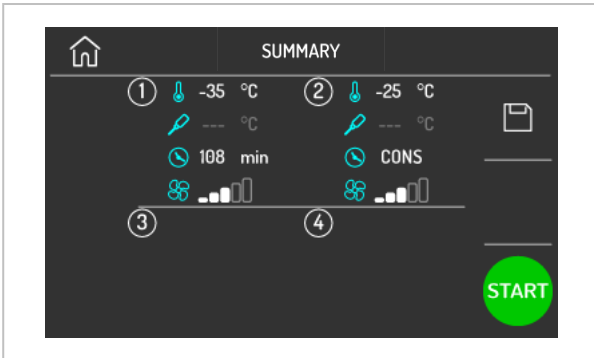 SUMMARY
1 -35 °C 2 -25 °C
--- °C --- °C
108 min CONS
3 4
START